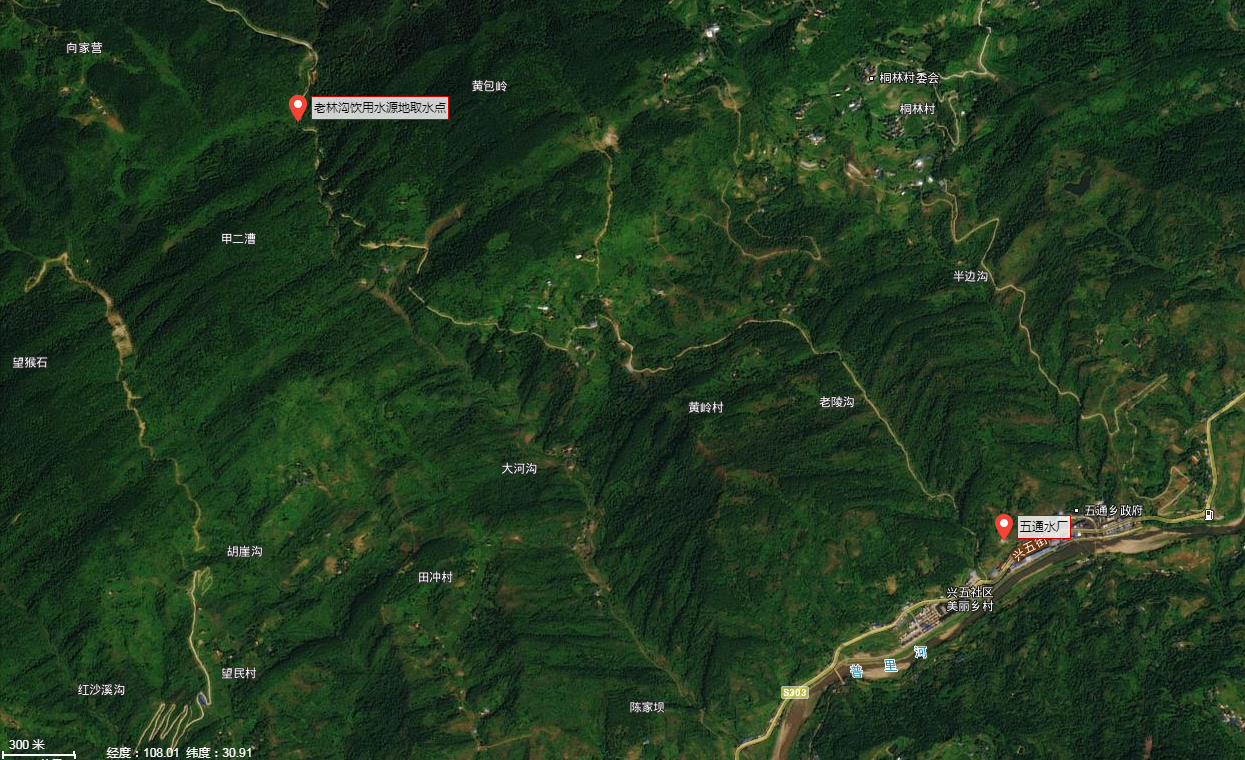 向家营
黄包岭
桐林村委会
老林沟饮用水源地取水点
桐林村
甲二漕
半边沟
望猴石
老陵沟
黄岭村
大河沟
五通乡政府
五通水厂
兴五街
胡崖沟
田冲村
兴五社区
美丽乡村
普里河
望民村
红沙溪沟
S303
陈家坝
300 米
经度：108.01 纬度：30.91